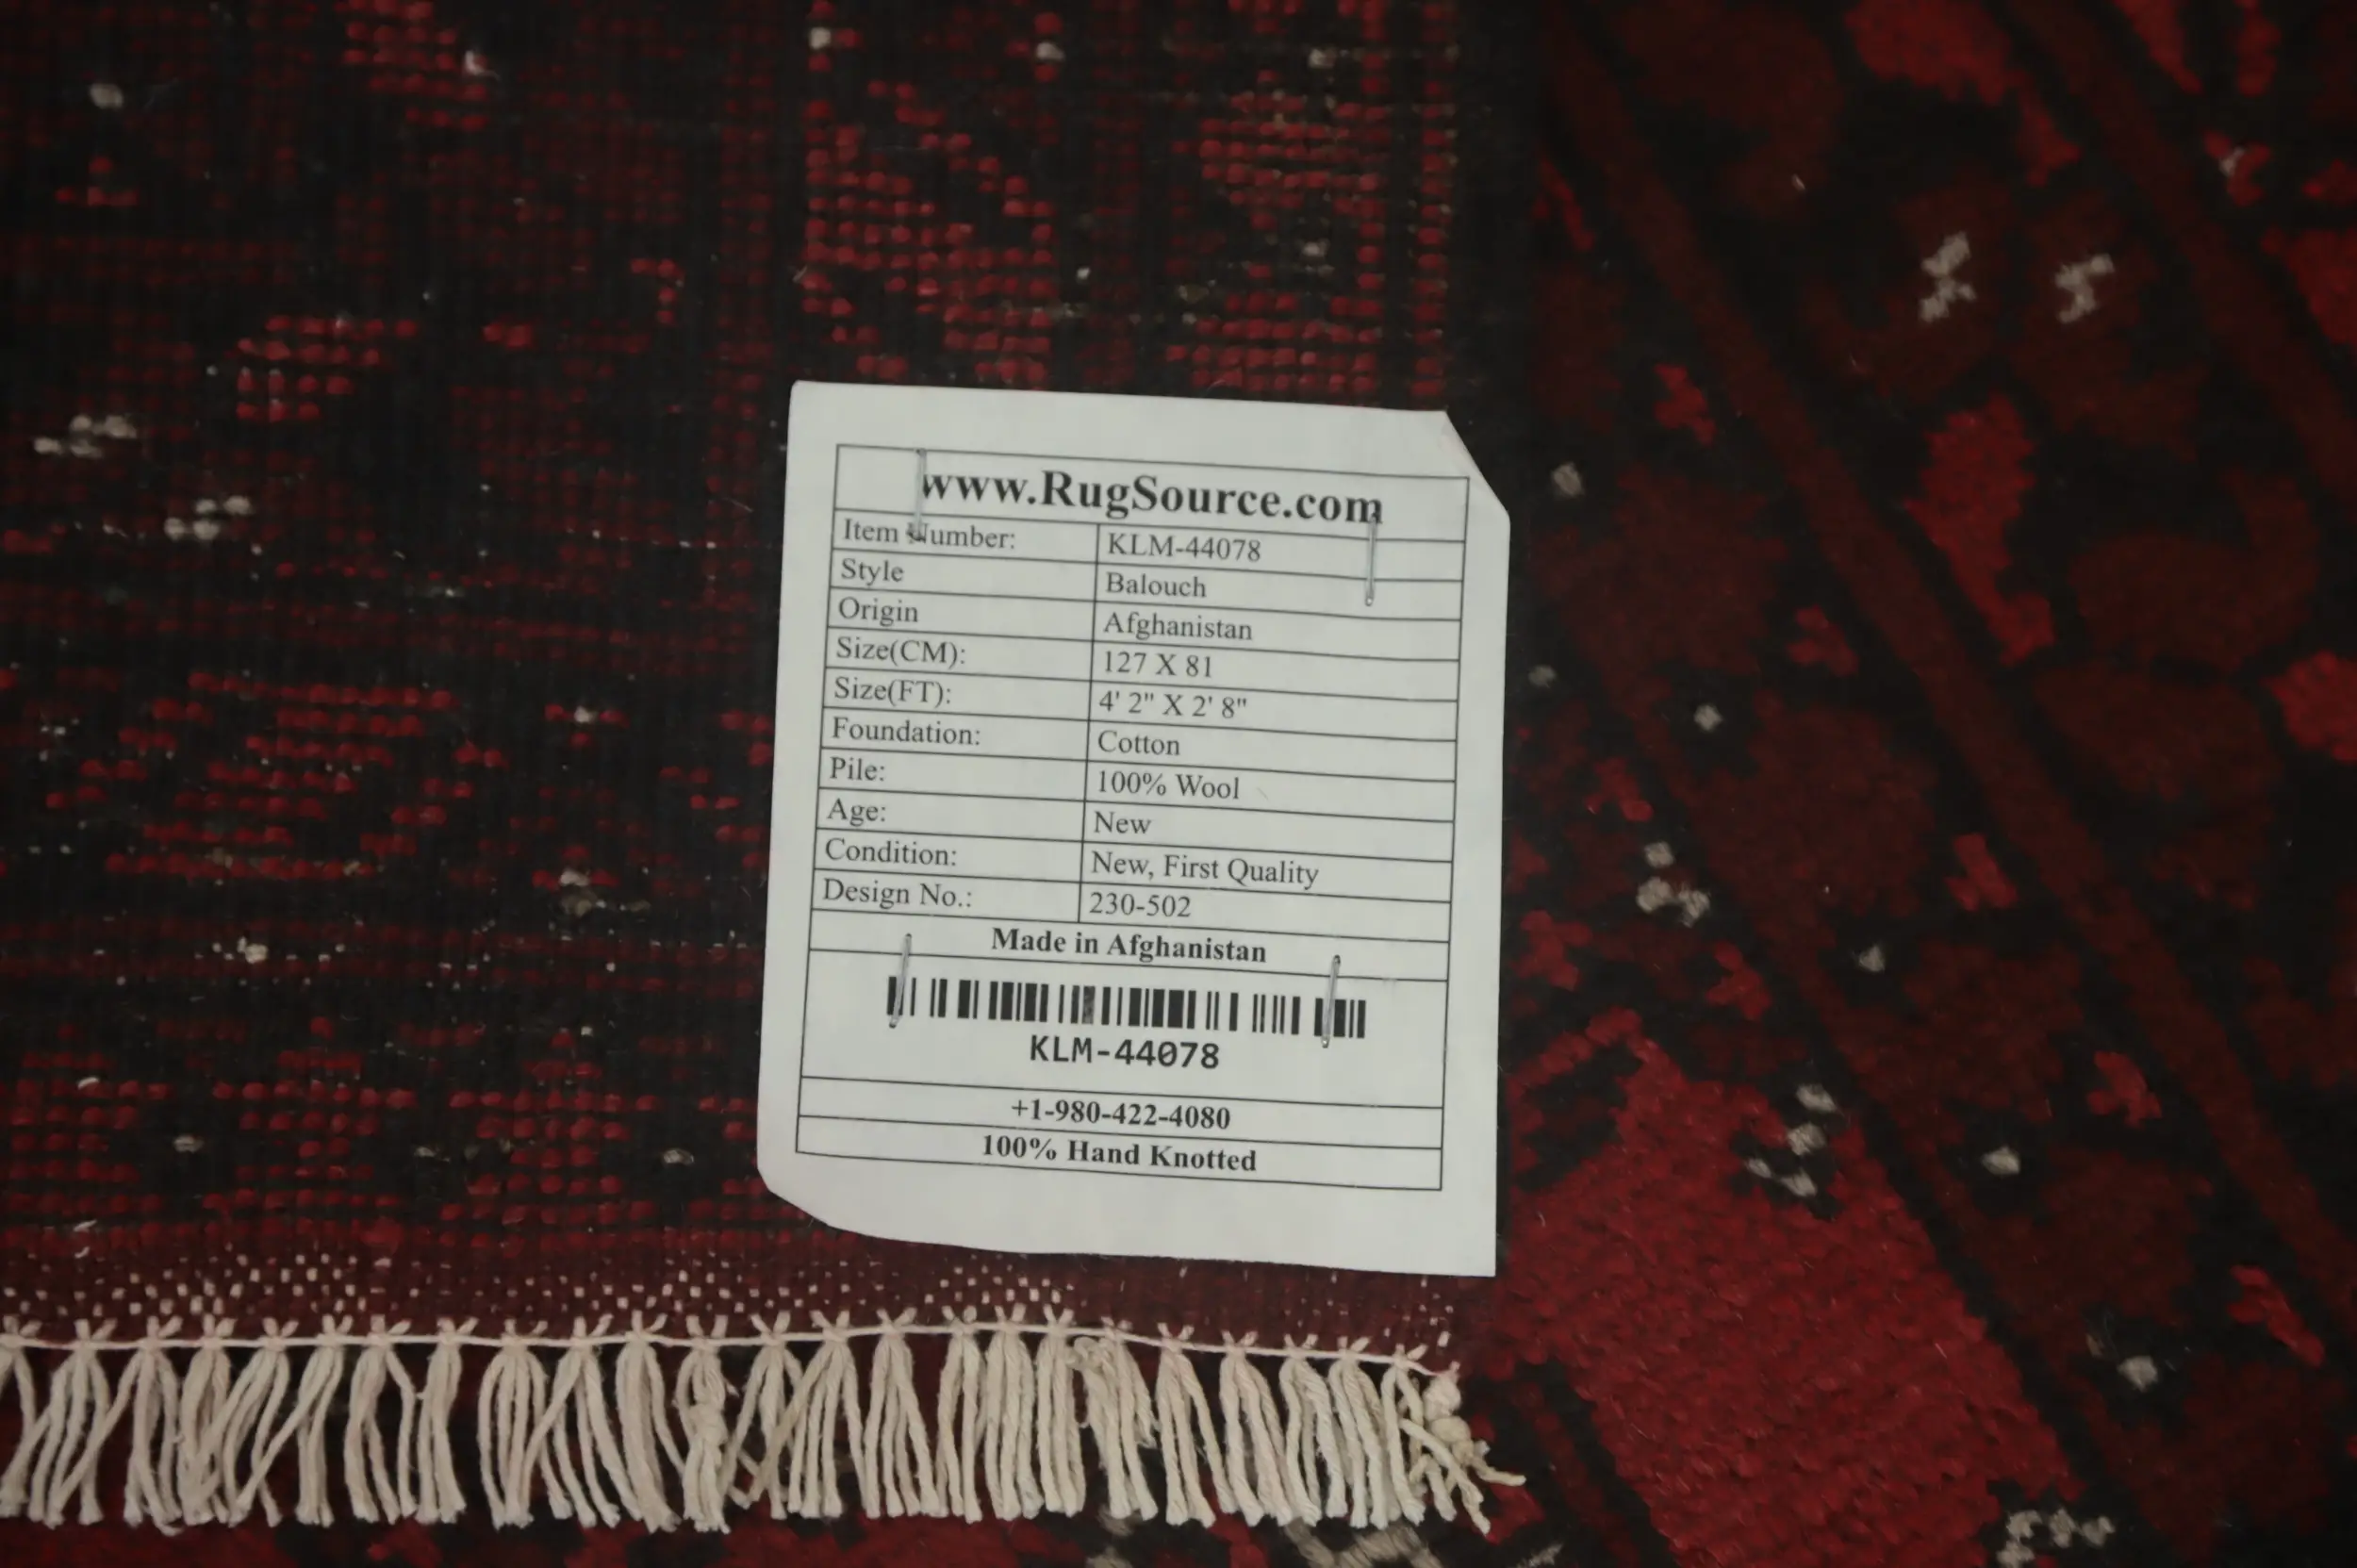 www.RugSource.com
Item Number: KLM-44078
Style Balouch
Origin Afghanistan
Size(CM): 127 X 81
Size(FT): 4' 2" X 2' 8"
Foundation: Cotton
Pile: 100% Wool
Age: New
Condition: New, First Quality
Design No.: 230-502
Made in Afghanistan
KLM-44078
+1-980-422-4080
100% Hand Knotted